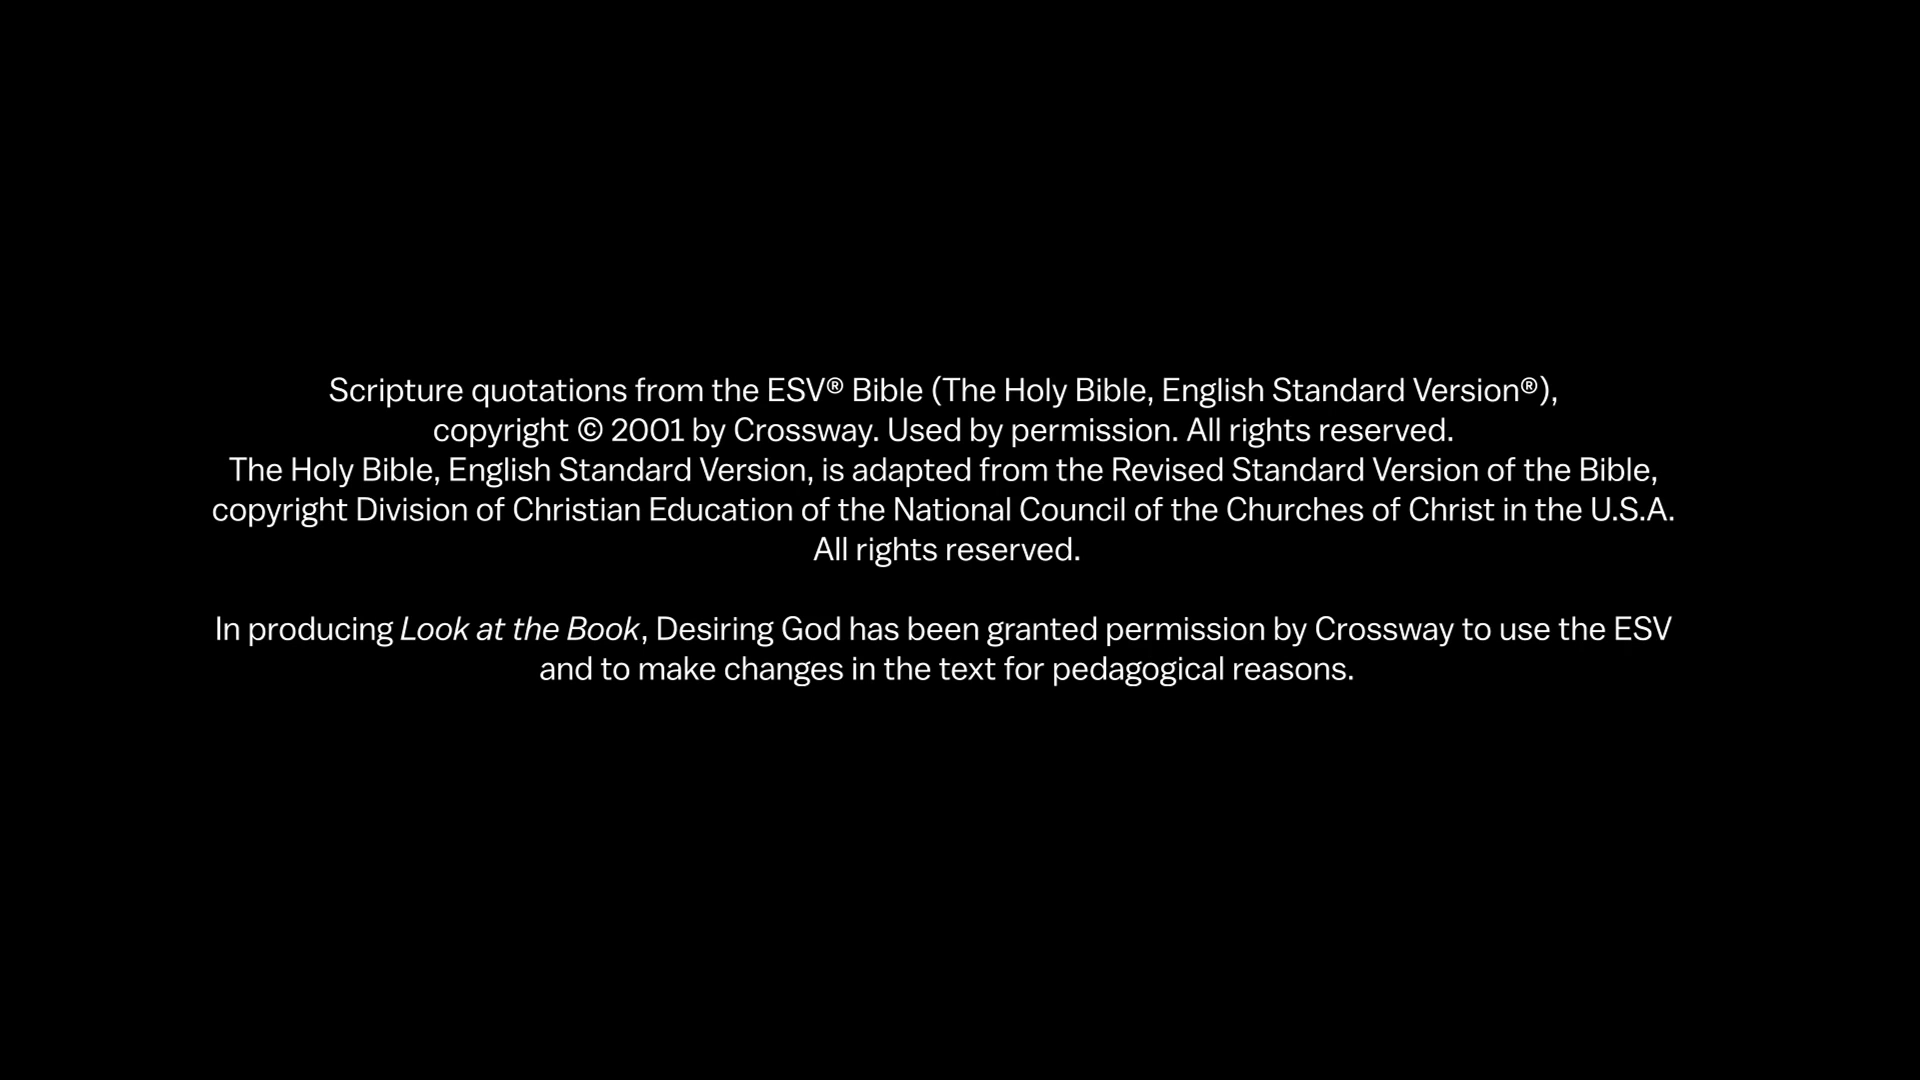 Scripture quotations from the ESV® Bible (The Holy Bible, English Standard Version®),
copyright © 2001 by Crossway. Used by permission. All rights reserved.
The Holy Bible, English Standard Version, is adapted from the Revised Standard Version of the Bible,
copyright Division of Christian Education of the National Council of the Churches of Christ in the U.S.A.
All rights reserved.
In producing Look at the Book, Desiring God has been granted permission by Crossway to use the ESV
and to make changes in the text for pedagogical reasons.